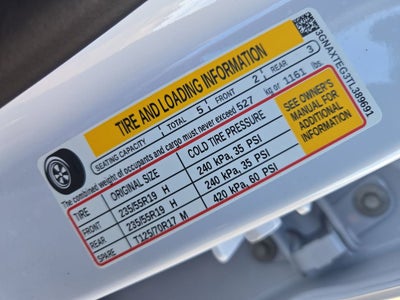 TIRE AND LOADING INFORMATION
SEATING CAPACITY TOTAL 5 FRONT 2 REAR 3
The combined weight of occupants and cargo must never exceed 527 kg or 1161 lbs.
TIRE ORIGINAL SIZE COLD TIRE PRESSURE
FRONT 235/55R19 H 240 kPa, 35 PSI
REAR 235/55R19 H 240 kPa, 35 PSI
SPARE T125/70R17 M 420 kPa, 60 PSI
SEE OWNER'S
MANUAL FOR
ADDITIONAL
INFORMATION
3GNAXTEG3TL389691